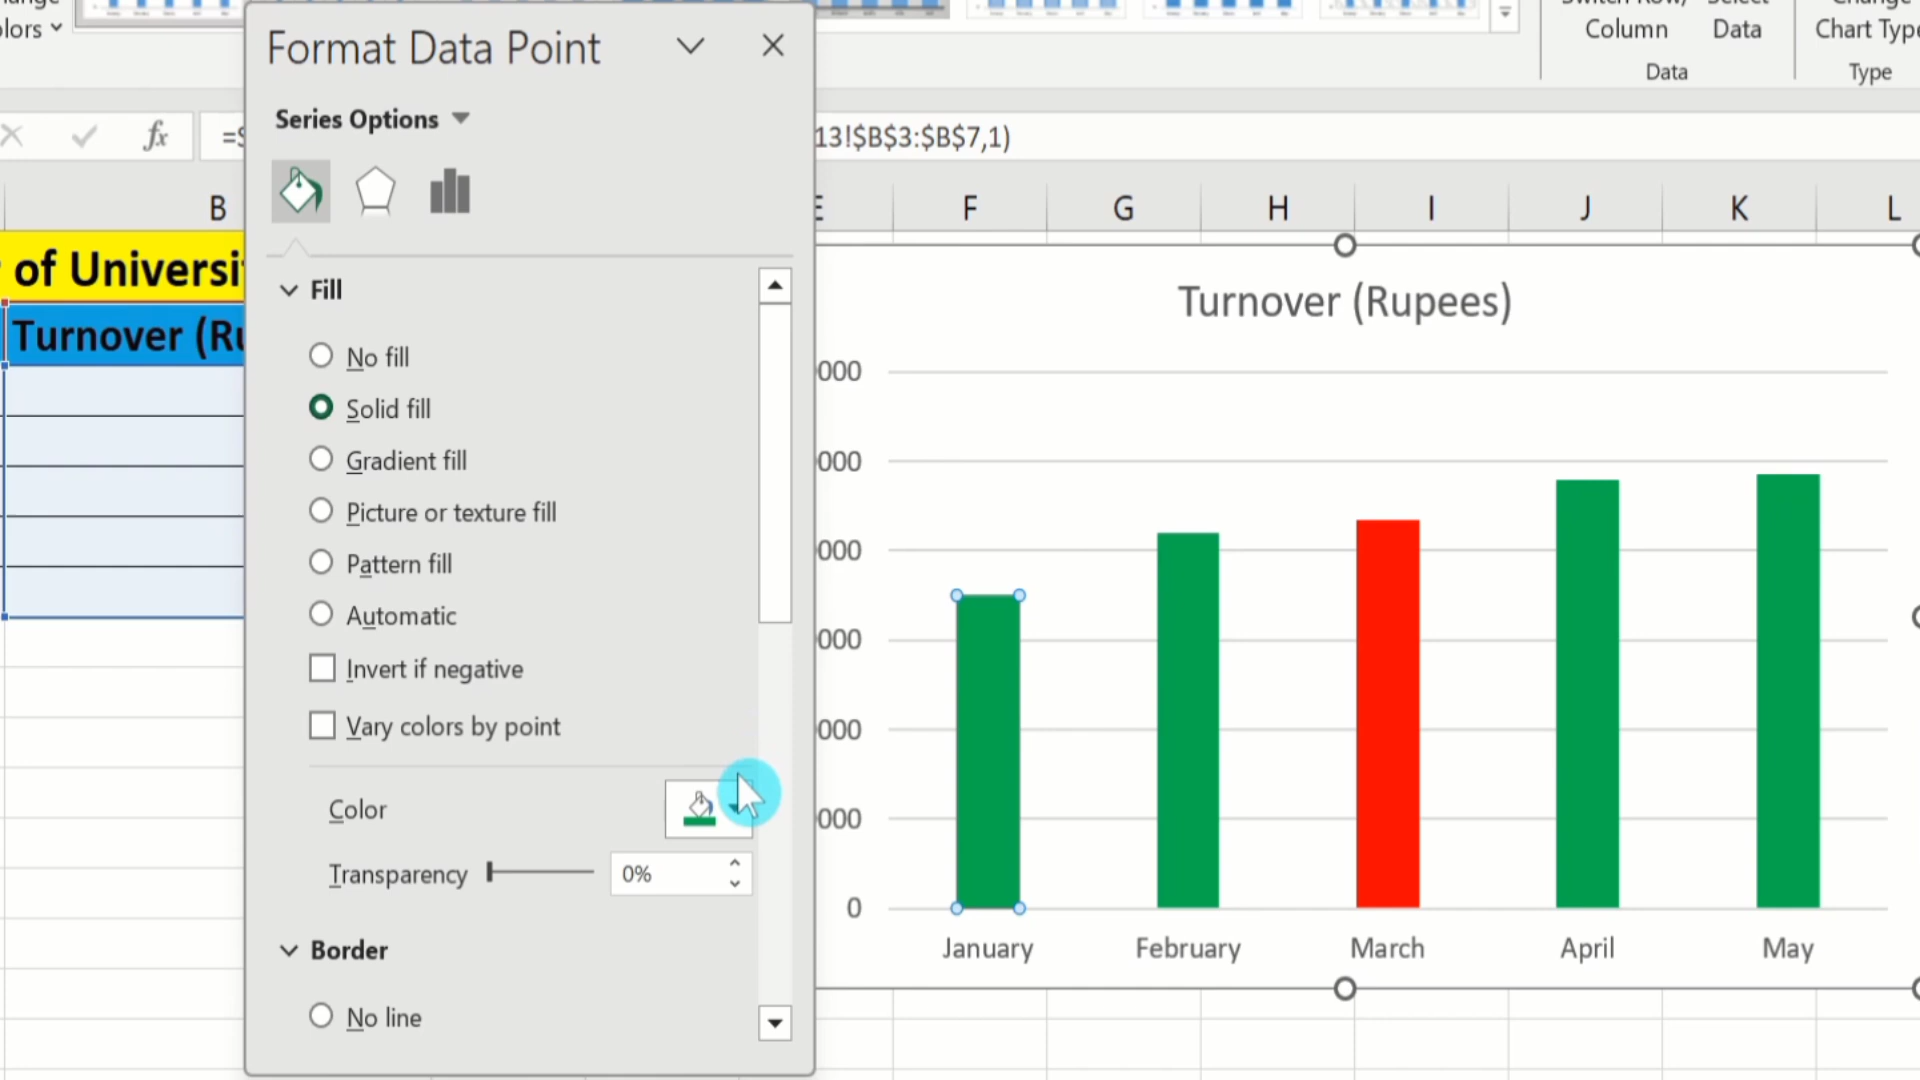 Format Data Point
Column
Data
Chart Type
Data
Type
Series Options
fx
13!$B$3:$B$7,1)
B
F
G
H
I
J
K
L
of Universi
Turnover (Ru
Fill
No fill
Solid fill
Gradient fill
Picture or texture fill
Pattern fill
Automatic
Invert if negative
Vary colors by point
Color
Transparency
0%
Border
No line
Turnover (Rupees)
000
000
000
000
000
000
0
January
February
March
April
May